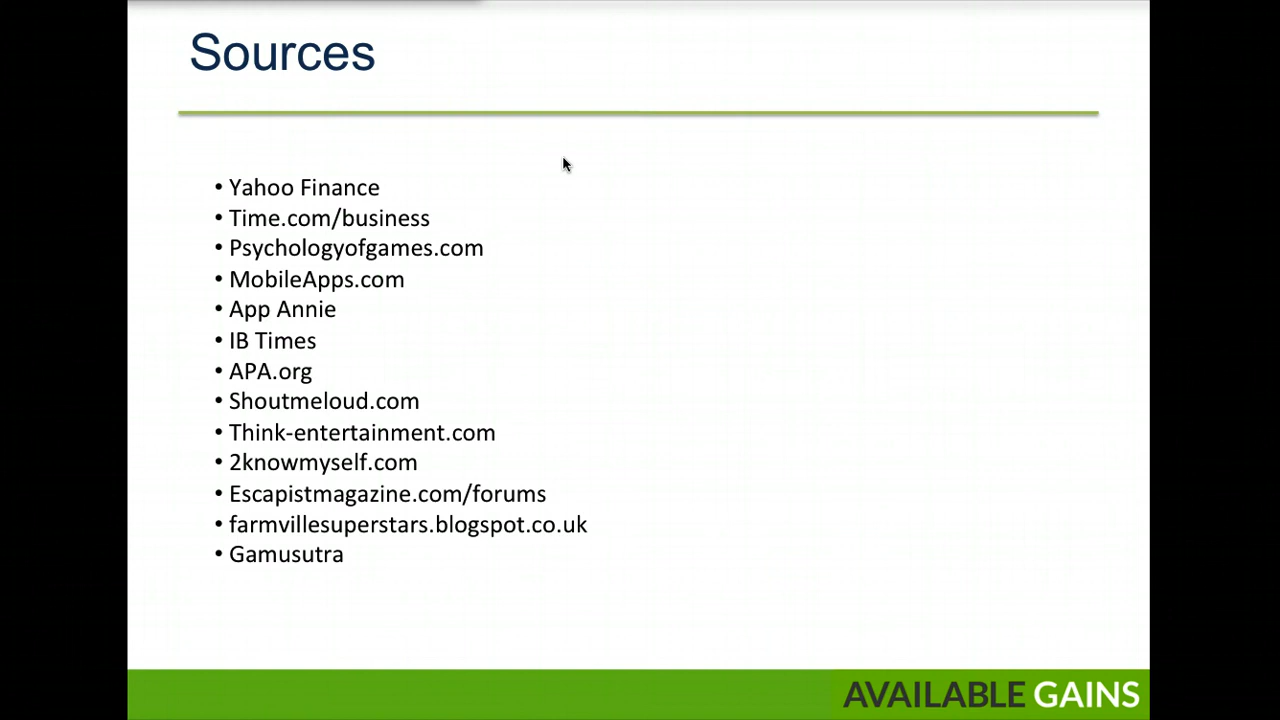 Sources
• Yahoo Finance
• Time.com/business
• Psychologyofgames.com
• MobileApps.com
• App Annie
• IB Times
• APA.org
• Shoutmeloud.com
• Think-entertainment.com
• 2knowmyself.com
• Escapistmagazine.com/forums
• farmvillesuperstars.blogspot.co.uk
• Gamusutra
AVAILABLE GAINS